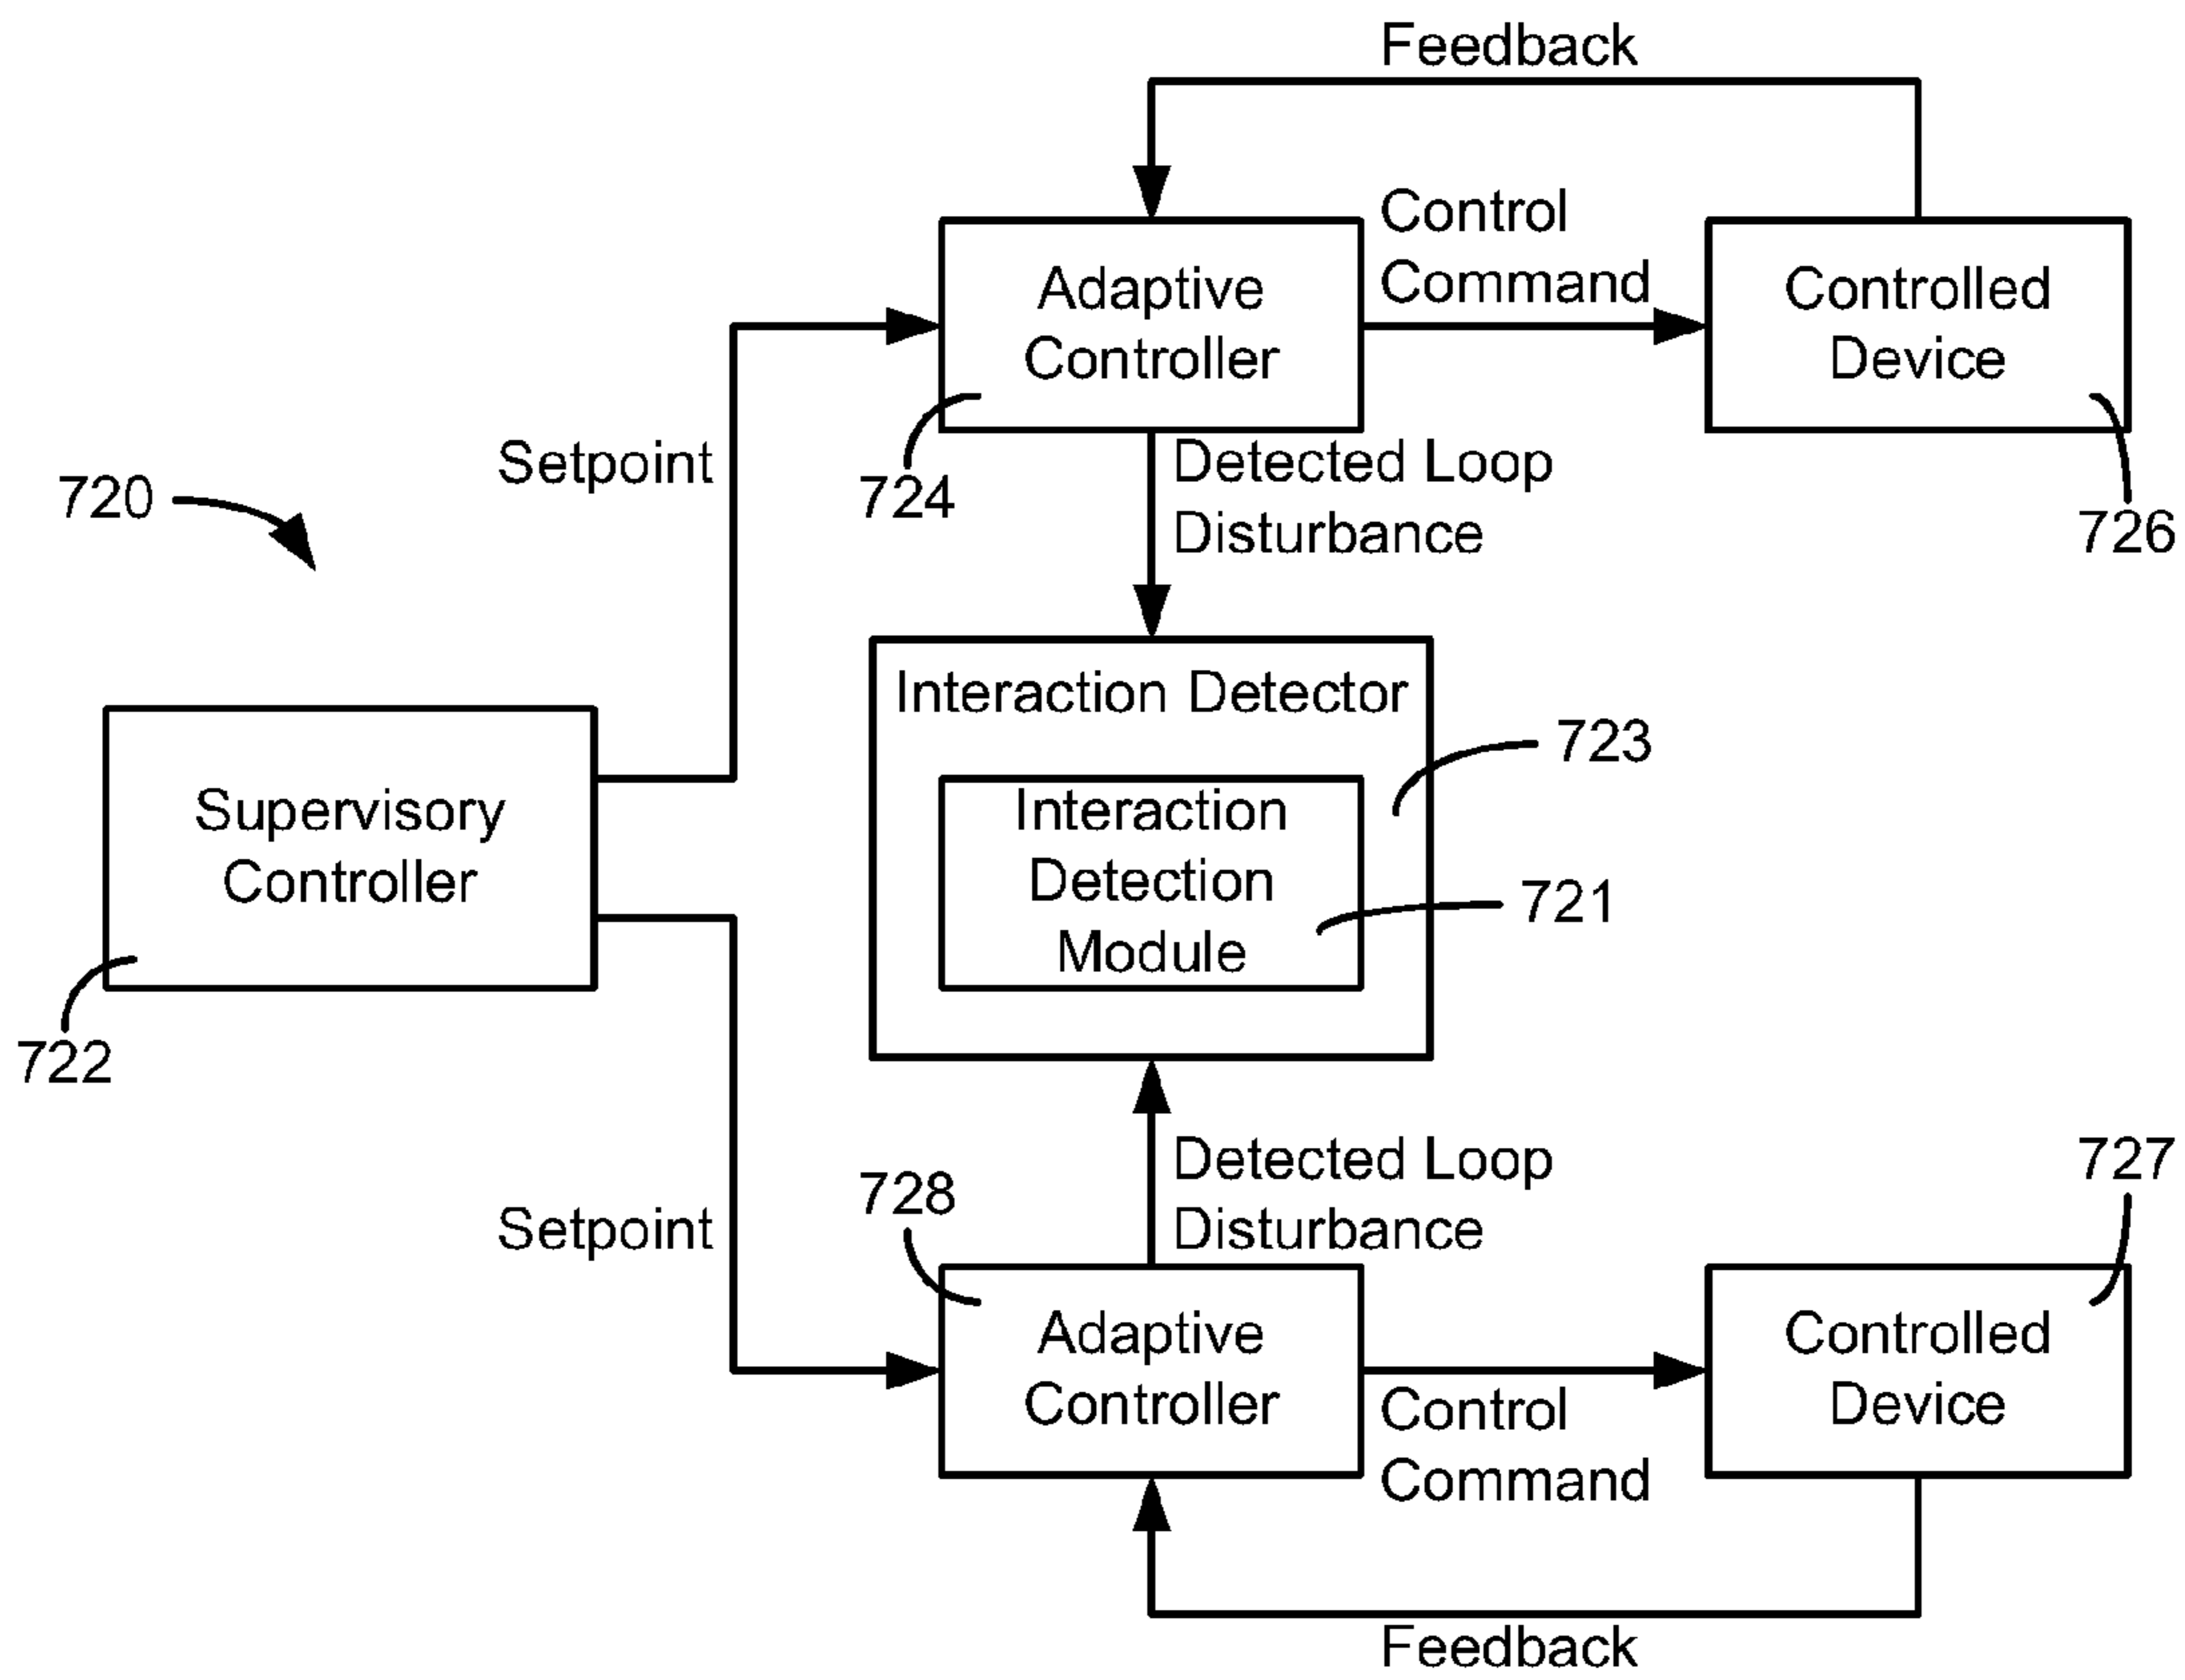 Feedback
Control
Command
Adaptive
Controller
Controlled
Device
Setpoint
720
724
Detected Loop
Disturbance
726
Interaction Detector
723
Supervisory
Controller
Interaction
Detection
Module
721
722
Detected Loop
Disturbance
727
728
Setpoint
Adaptive
Controller
Controlled
Device
Control
Command
Feedback